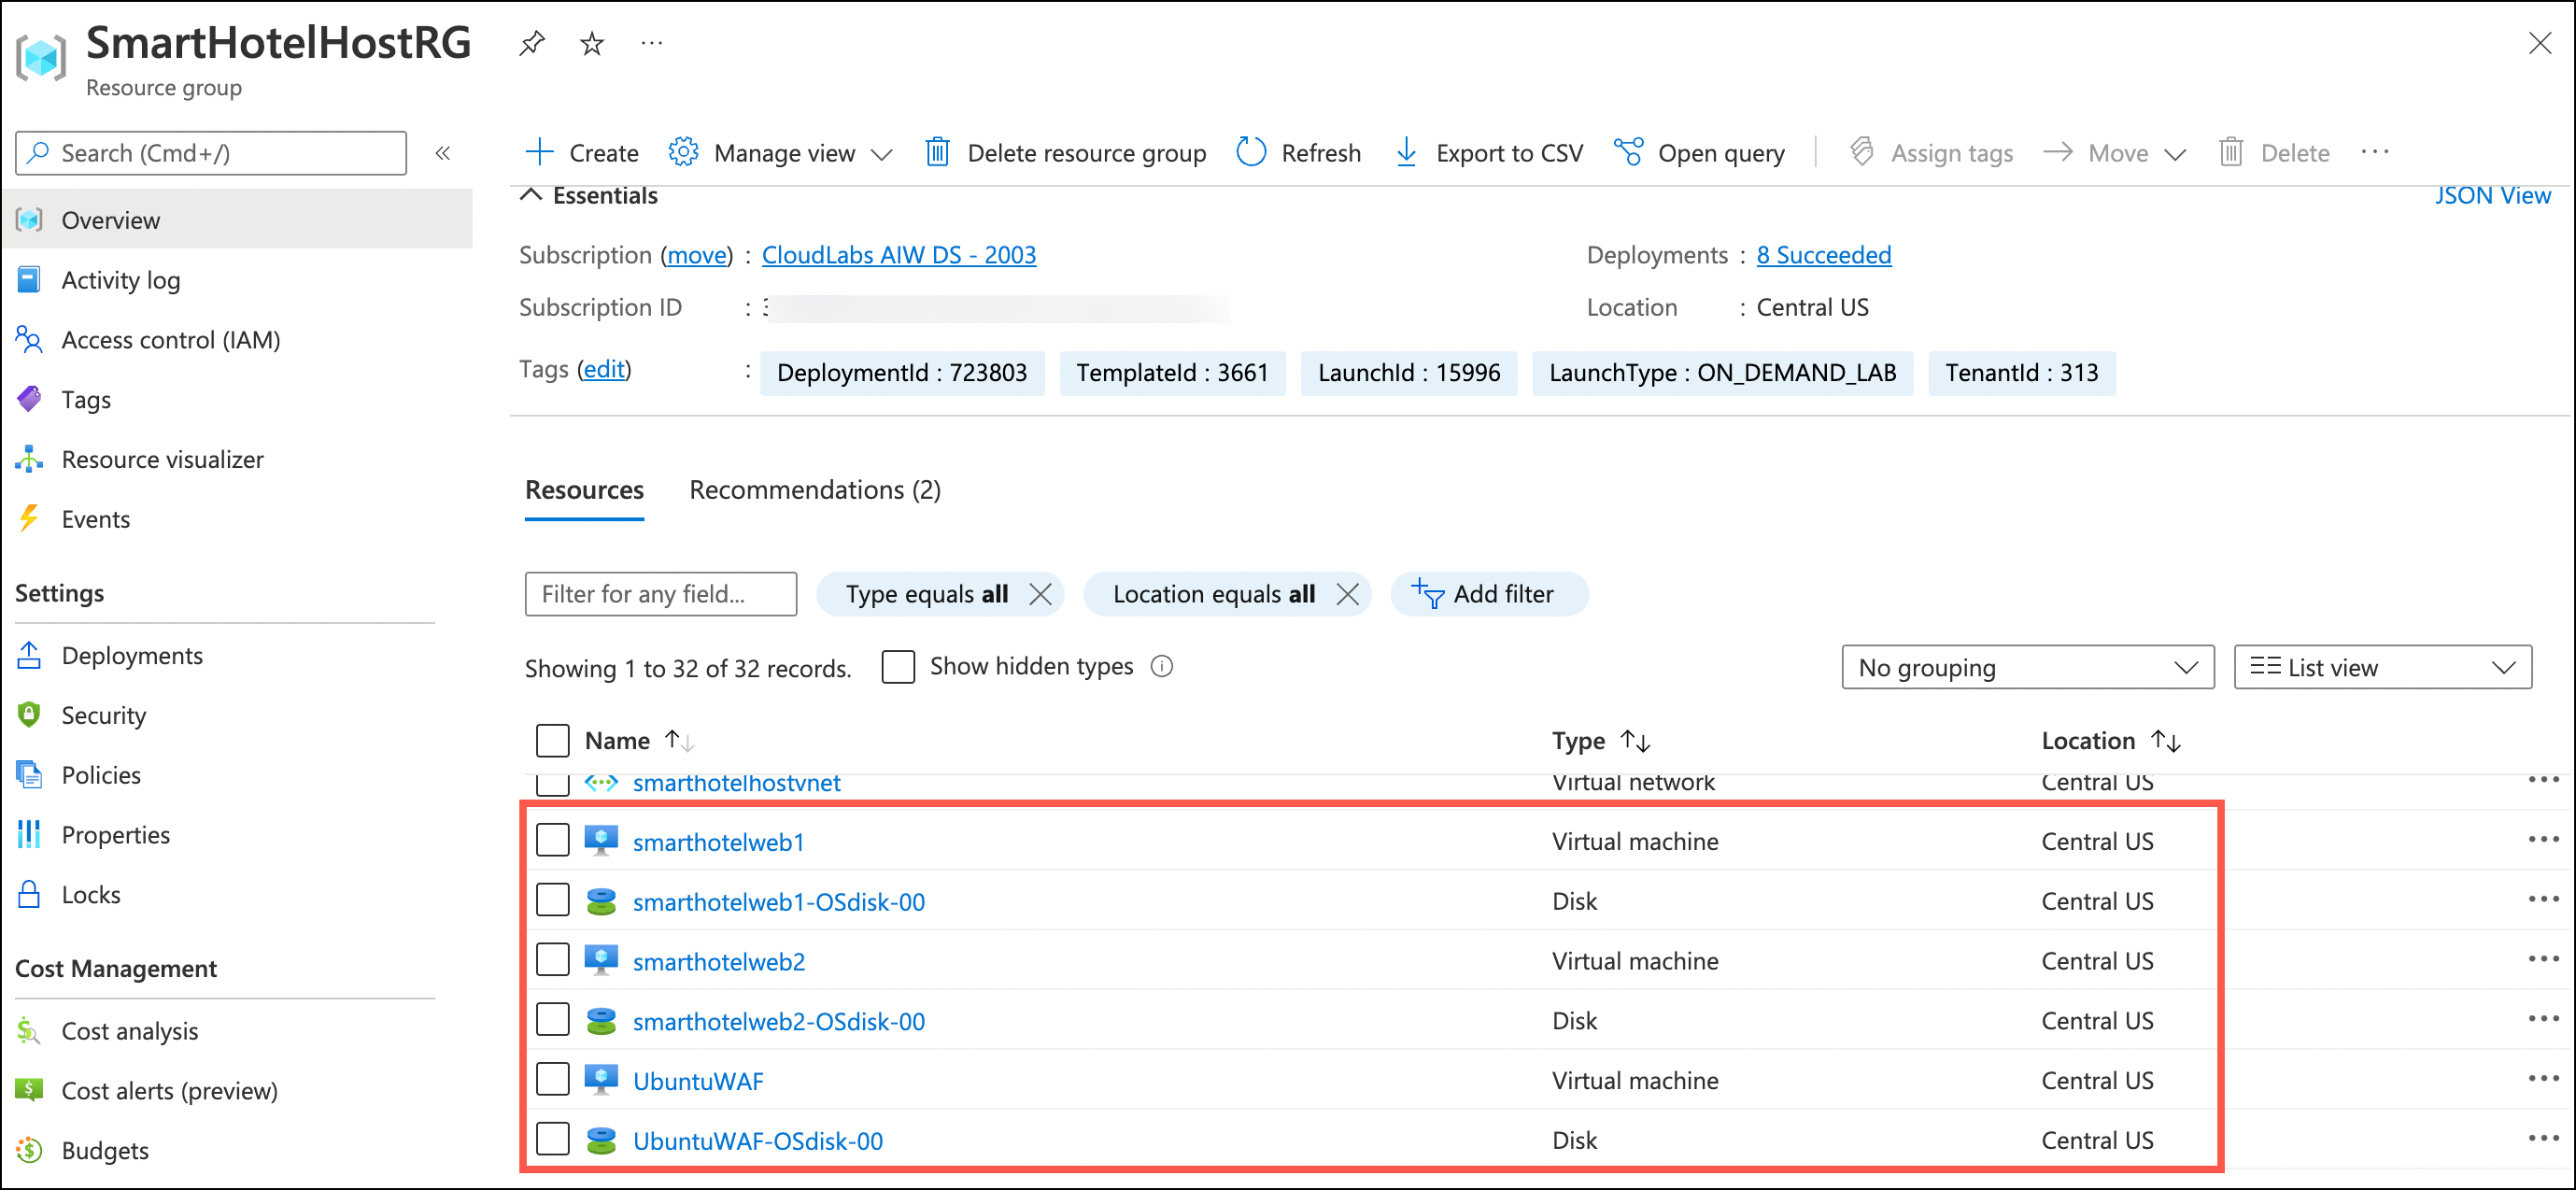 SmartHotelHostRG
Resource group
Search (Cmd+/)
«
Create
Manage view
Delete resource group
Refresh
Export to CSV
Open query
Assign tags
Move
Delete
Overview
Activity log
Access control (IAM)
Tags
Resource visualizer
Events
Settings
Deployments
Security
Policies
Properties
Locks
Cost Management
Cost analysis
Cost alerts (preview)
Budgets
Essentials
JSON View
Subscription (move) : CloudLabs AIW DS - 2003
Deployments : 8 Succeeded
Subscription ID :
Location : Central US
Tags (edit) : DeploymentId : 723803 TemplateId : 3661 LaunchId : 15996 LaunchType : ON_DEMAND_LAB TenantId : 313
Resources Recommendations (2)
Filter for any field... Type equals all Location equals all Add filter
Showing 1 to 32 of 32 records. Show hidden types No grouping List view
Name Type Location
smarthotelhostvnet Virtual network Central US
smarthotelweb1 Virtual machine Central US
smarthotelweb1-OSdisk-00 Disk Central US
smarthotelweb2 Virtual machine Central US
smarthotelweb2-OSdisk-00 Disk Central US
UbuntuWAF Virtual machine Central US
UbuntuWAF-OSdisk-00 Disk Central US